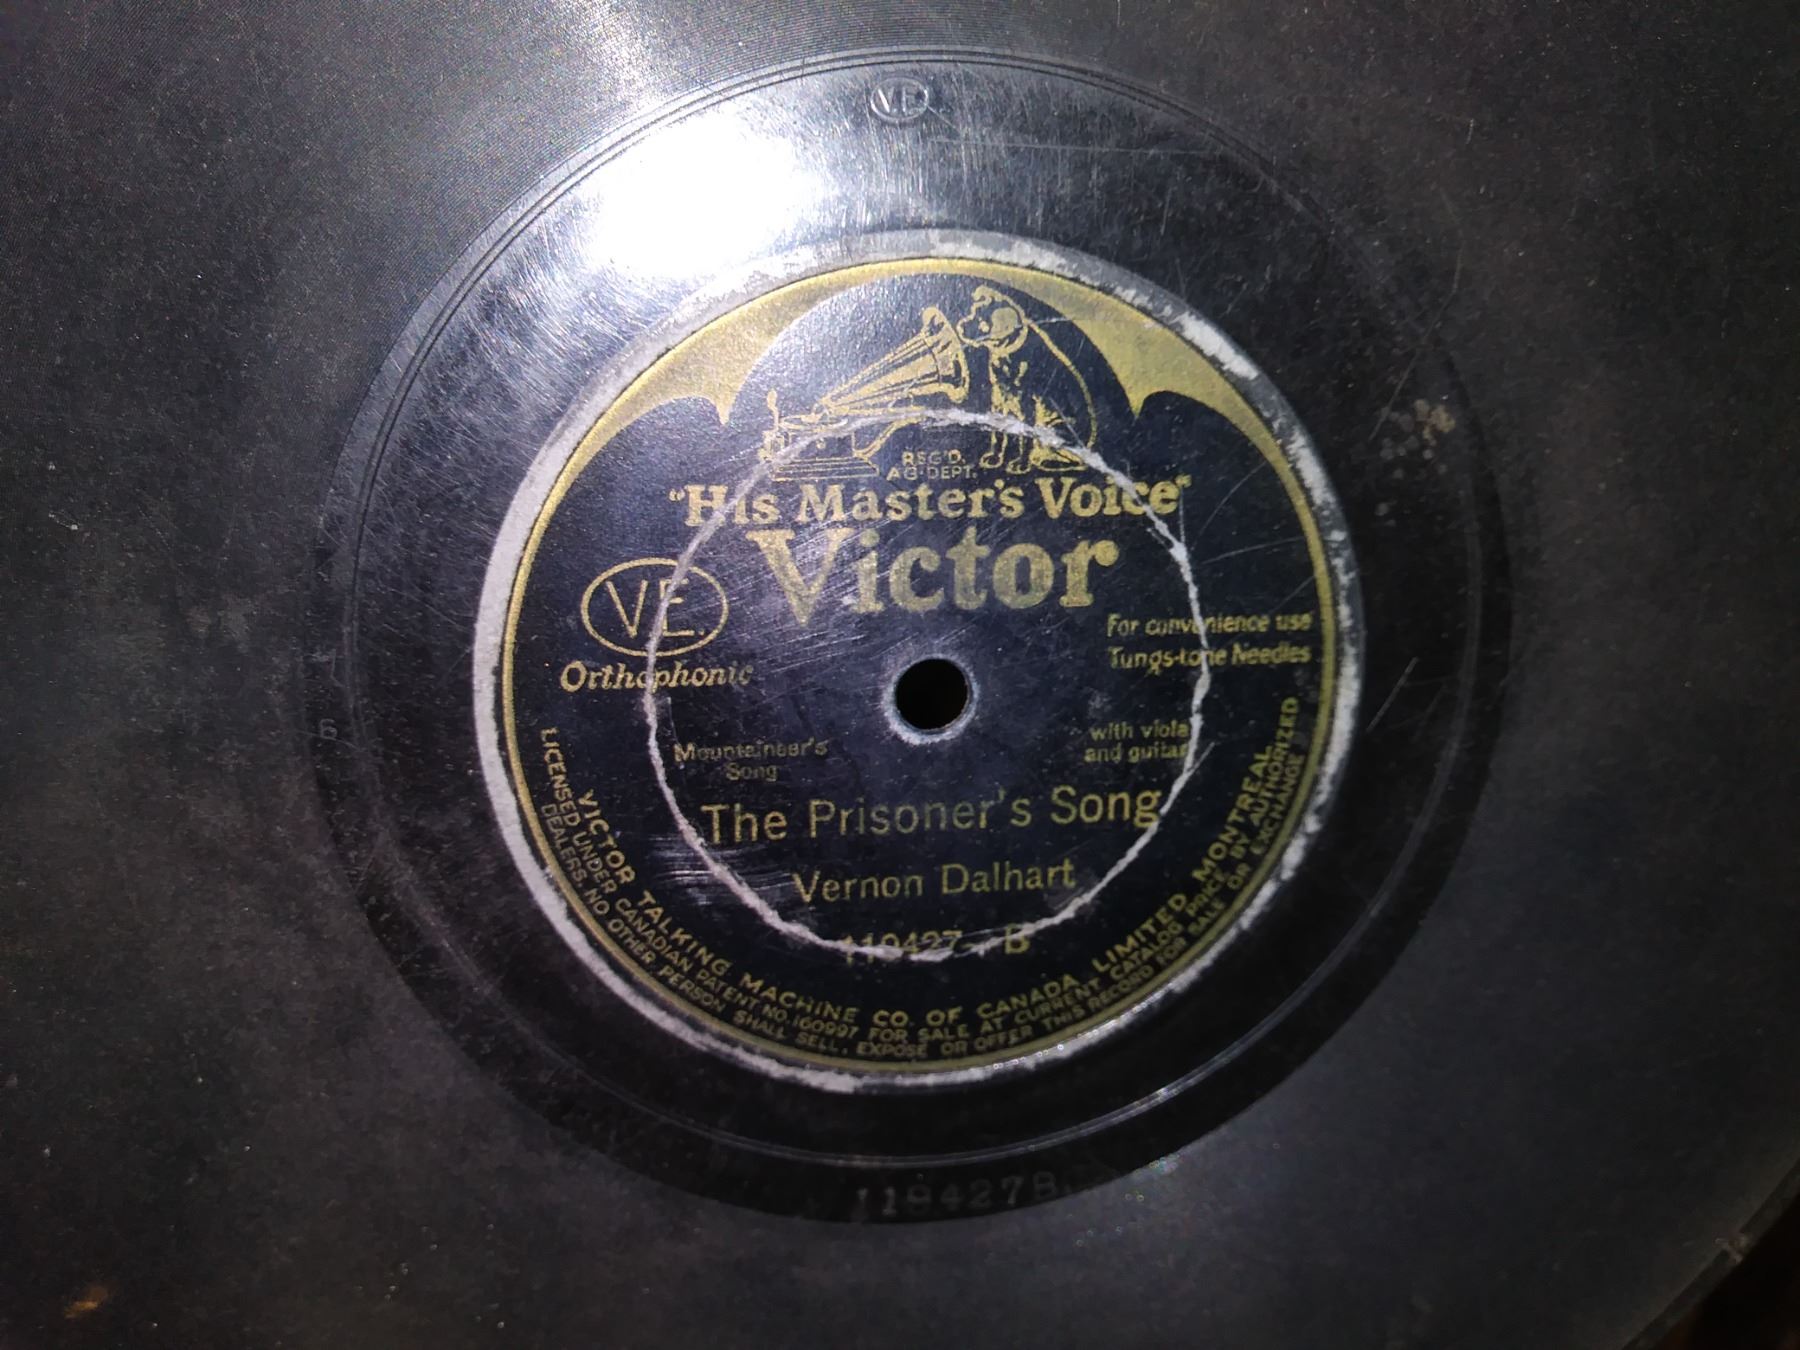 VE
REG'D.
AG. DEPT.
"His Master's Voice"
Victor
VE
Orthophonic
For convenience use
Tungs-tone Needles
Mountaineer's
Song
with viola
and guitar
The Prisoner's Song
Vernon Dalhart
B
VICTOR TALKING MACHINE CO. OF CANADA, LIMITED, MONTREAL.
LICENSED UNDER CANADIAN PATENT NO. 160997 FOR SALE AT CURRENT CATALOG PRICE BY AUTHORIZED
DEALERS. NO OTHER PERSON SHALL SELL, EXPOSE OR OFFER THIS RECORD FOR SALE OR EXCHANGE
6